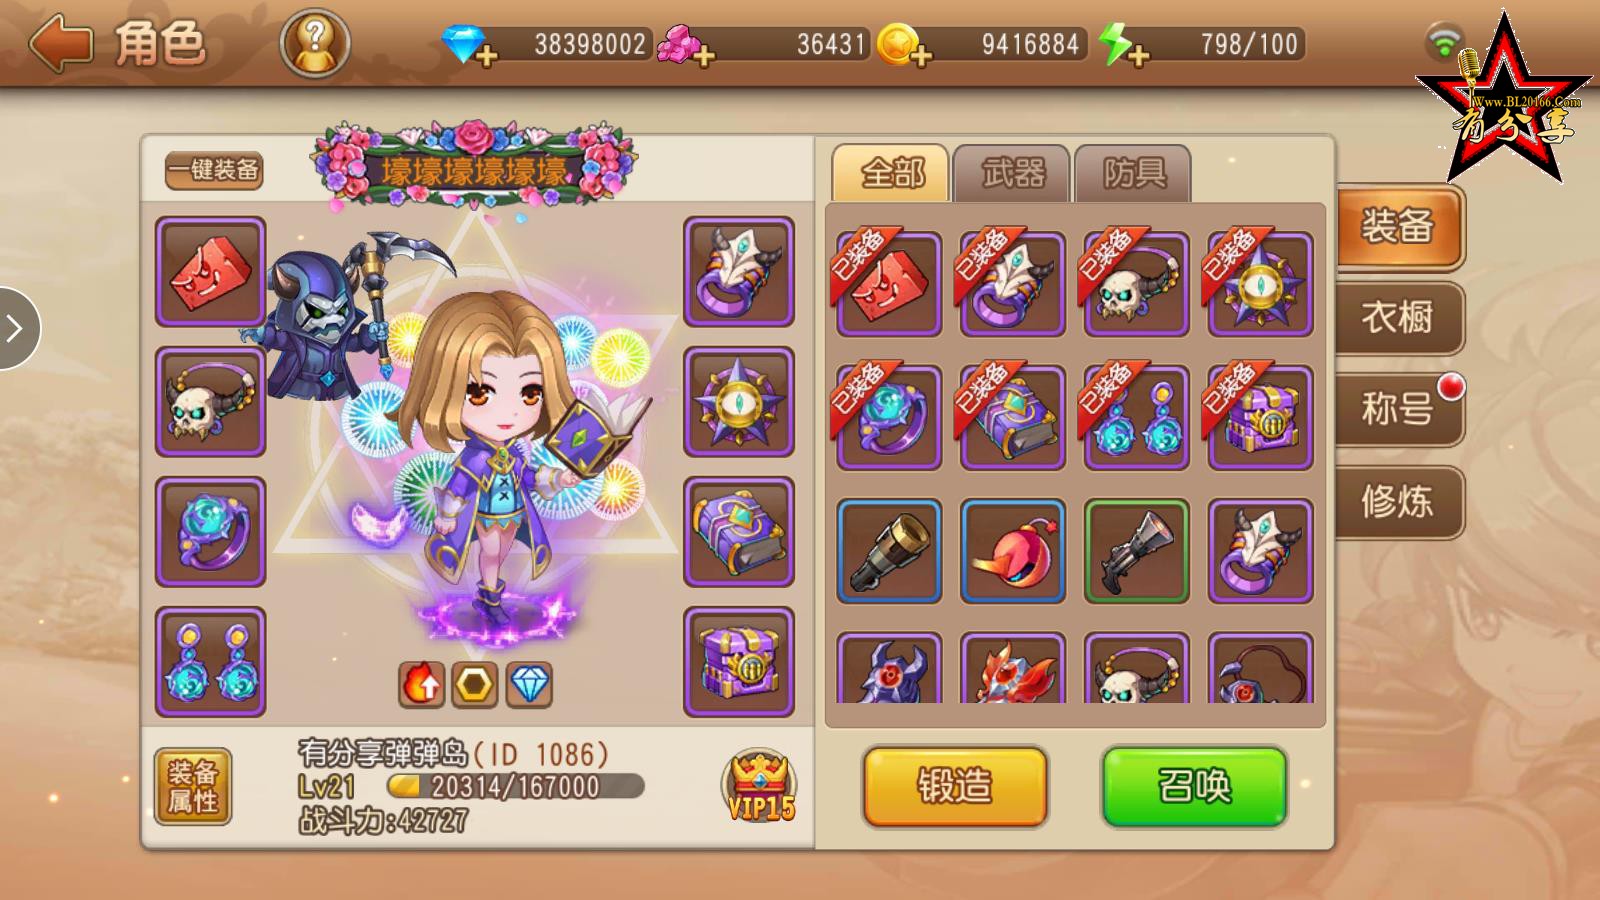 角色
38398002
36431
9416884
798/100
Www.BL20166.Com
有分享
一键装备
壕壕壕壕壕壕
全部
武器
防具
装备
衣橱
称号
修炼
已装备
已装备
已装备
已装备
已装备
已装备
已装备
已装备
装备
属性
有分享弹弹岛(ID 1086)
Lv21
20314/167000
战斗力:42727
VIP15
锻造
召唤